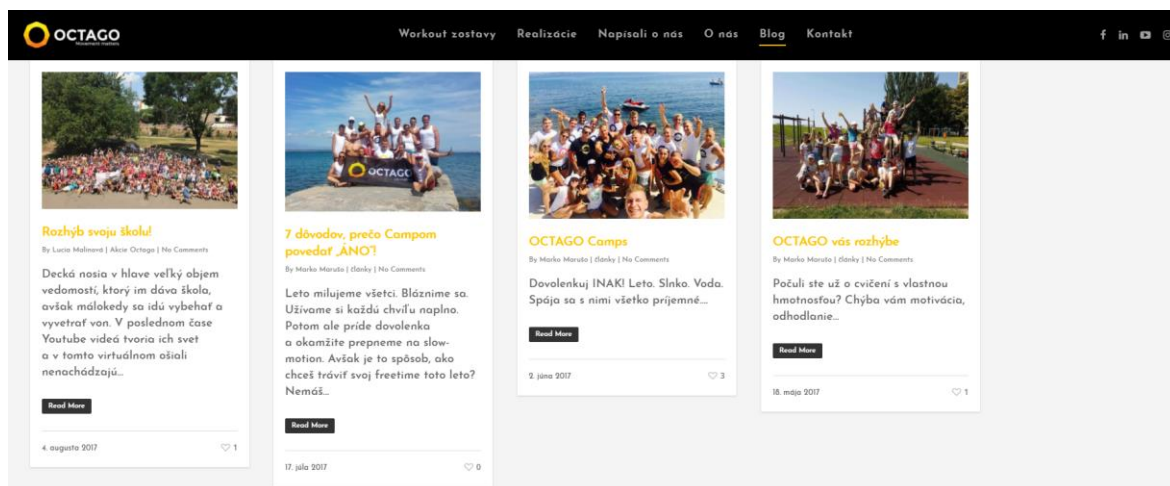 OCTAGO
Movement matters.
Workout zostavy
Realizácie
Napísali o nás
O nás
Blog
Kontakt
Rozhýb svoju školu!
By Lucia Malinová | Akcie Octago | No Comments
Decká nosia v hlave veľký objem
vedomostí, ktorý im dáva škola,
avšak málokedy sa idú vybehať a
vyvetrať von. V poslednom čase
Youtube videá tvoria ich svet
a v tomto virtuálnom ošiali
nenachádzajú...
Read More
4. augusta 2017
1
OCTAGO
7 dôvodov, prečo Campom
povedať „ÁNO"!
By Marko Marušo | články | No Comments
Leto milujeme všetci. Bláznime sa.
Užívame si každú chvíľu naplno.
Potom ale príde dovolenka
a okamžite prepneme na slow-
motion. Avšak je to spôsob, ako
chceš tráviť svoj freetime toto leto?
Nemáš...
Read More
17. júla 2017
0
OCTAGO Camps
By Marko Marušo | články | No Comments
Dovolenkuj INAK! Leto. Slnko. Voda.
Spája sa s nimi všetko príjemné...
Read More
2. júna 2017
3
OCTAGO vás rozhýbe
By Marko Marušo | články | No Comments
Počuli ste už o cvičení s vlastnou
hmotnosťou? Chýba vám motivácia,
odhodlanie...
Read More
18. mája 2017
1